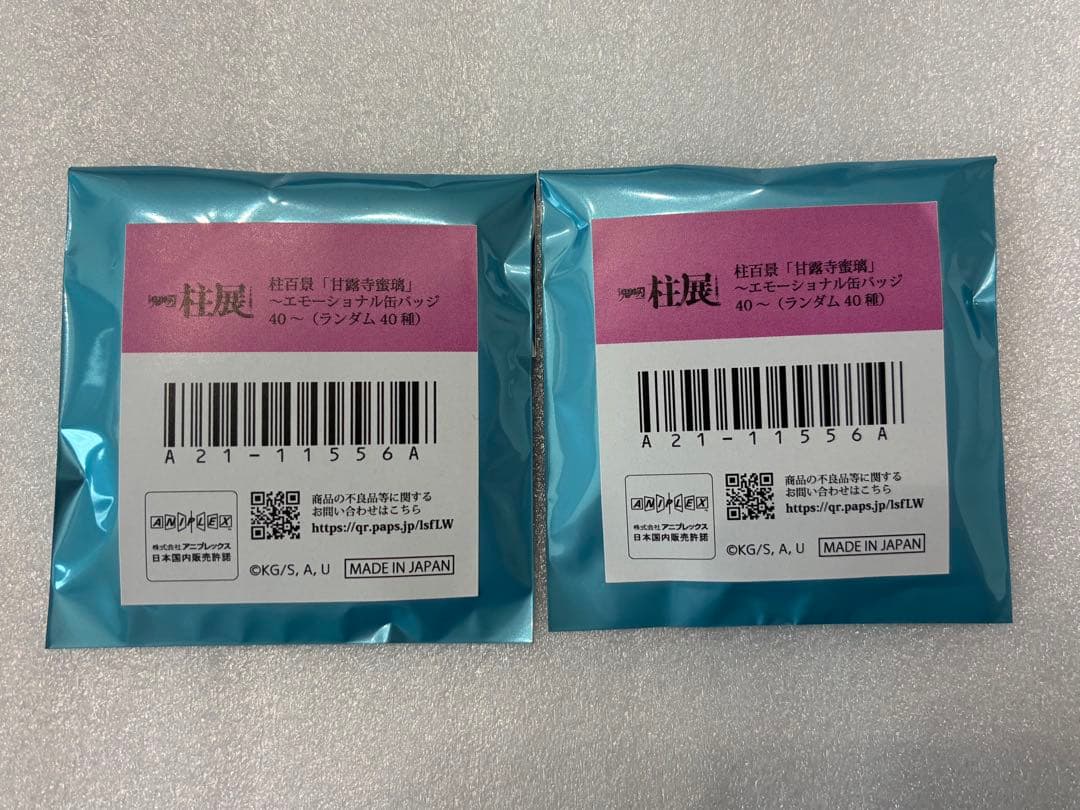 柱展
柱百景「甘露寺蜜璃」
~エモーショナル缶バッジ
40~(ランダム40種)
A21-11556A
ANIPLEX
株式会社アニプレックス
日本国内販売許諾
商品の不良品等に関する
お問い合わせはこちら
https://qr.paps.jp/lsfLW
©KG/S, A, U
MADE IN JAPAN
柱展
柱百景「甘露寺蜜璃」
~エモーショナル缶バッジ
40~(ランダム40種)
A21-11556A
ANIPLEX
株式会社アニプレックス
日本国内販売許諾
商品の不良品等に関する
お問い合わせはこちら
https://qr.paps.jp/lsfLW
©KG/S, A, U
MADE IN JAPAN